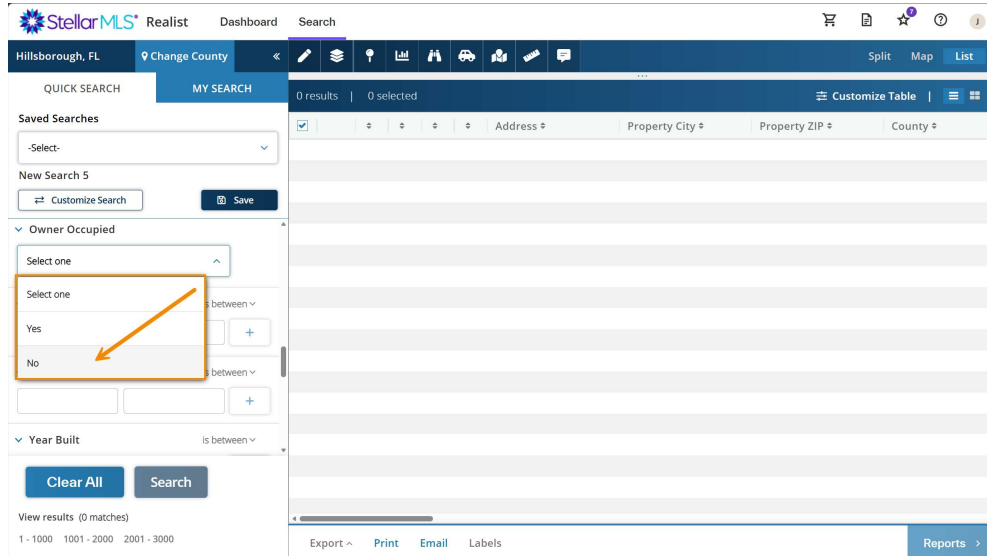 StellarMLS® Realist Dashboard Search
7
J
Hillsborough, FL Change County «
Split Map List
QUICK SEARCH MY SEARCH
0 results | 0 selected Customize Table |
Saved Searches
Address Property City Property ZIP County
-Select-
New Search 5
Customize Search Save
Owner Occupied
Select one
Select one
s between
Yes
+
No
s between
+
Year Built is between
Clear All Search
View results (0 matches)
1 - 1000 1001 - 2000 2001 - 3000
Export Print Email Labels Reports >